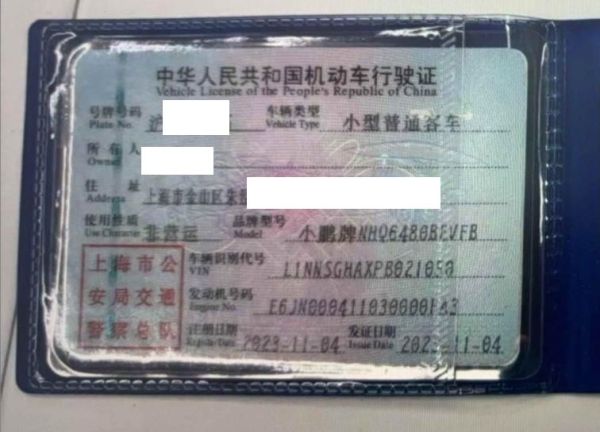 中华人民共和国机动车行驶证
Vehicle License of the People's Republic of China
号牌号码 沪 车辆类型 小型普通客车
Plate No. Vehicle Type
所有人
Owner
住 址 上海市金山区朱
Address
使用性质 非营运 品牌型号 小鹏牌NHQ6480BEVFB
Use Character Model
上海市公安局交通警察总队
车辆识别代号 L1NNSGHAXPB021050
VIN
发动机号码
Engine No.
注册日期 2023-11-04 发证日期 2023-11-04
Register Date Issue Date